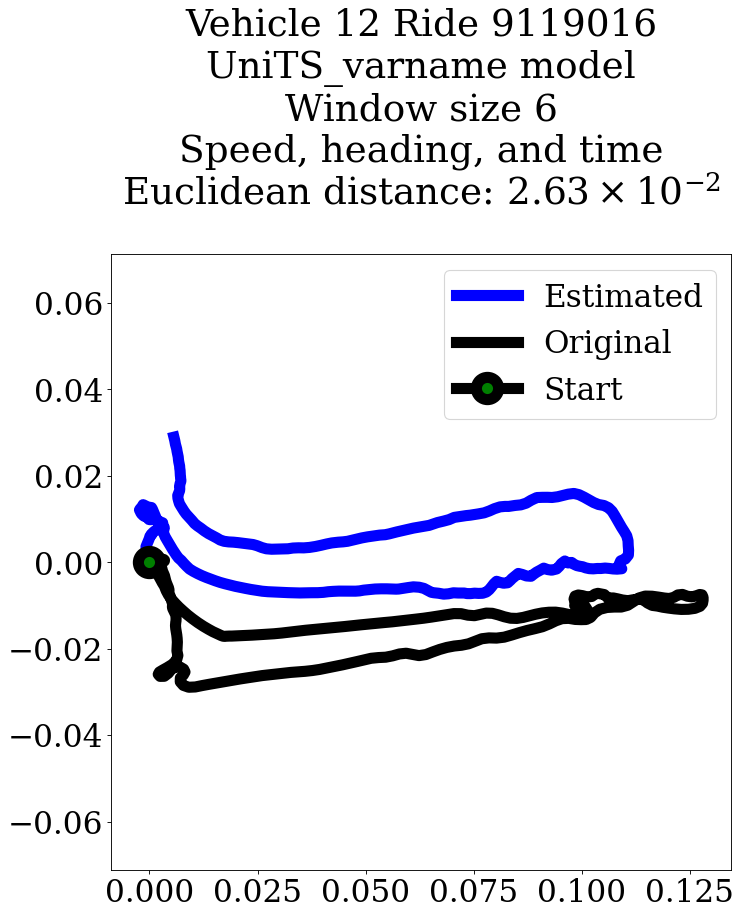 Vehicle 12 Ride 9119016
UniTS_varname model
Window size 6
Speed, heading, and time
Euclidean distance: 2.63 × 10⁻²
Estimated
Original
Start
0.06
0.04
0.02
0.00
−0.02
−0.04
−0.06
0.000 0.025 0.050 0.075 0.100 0.125